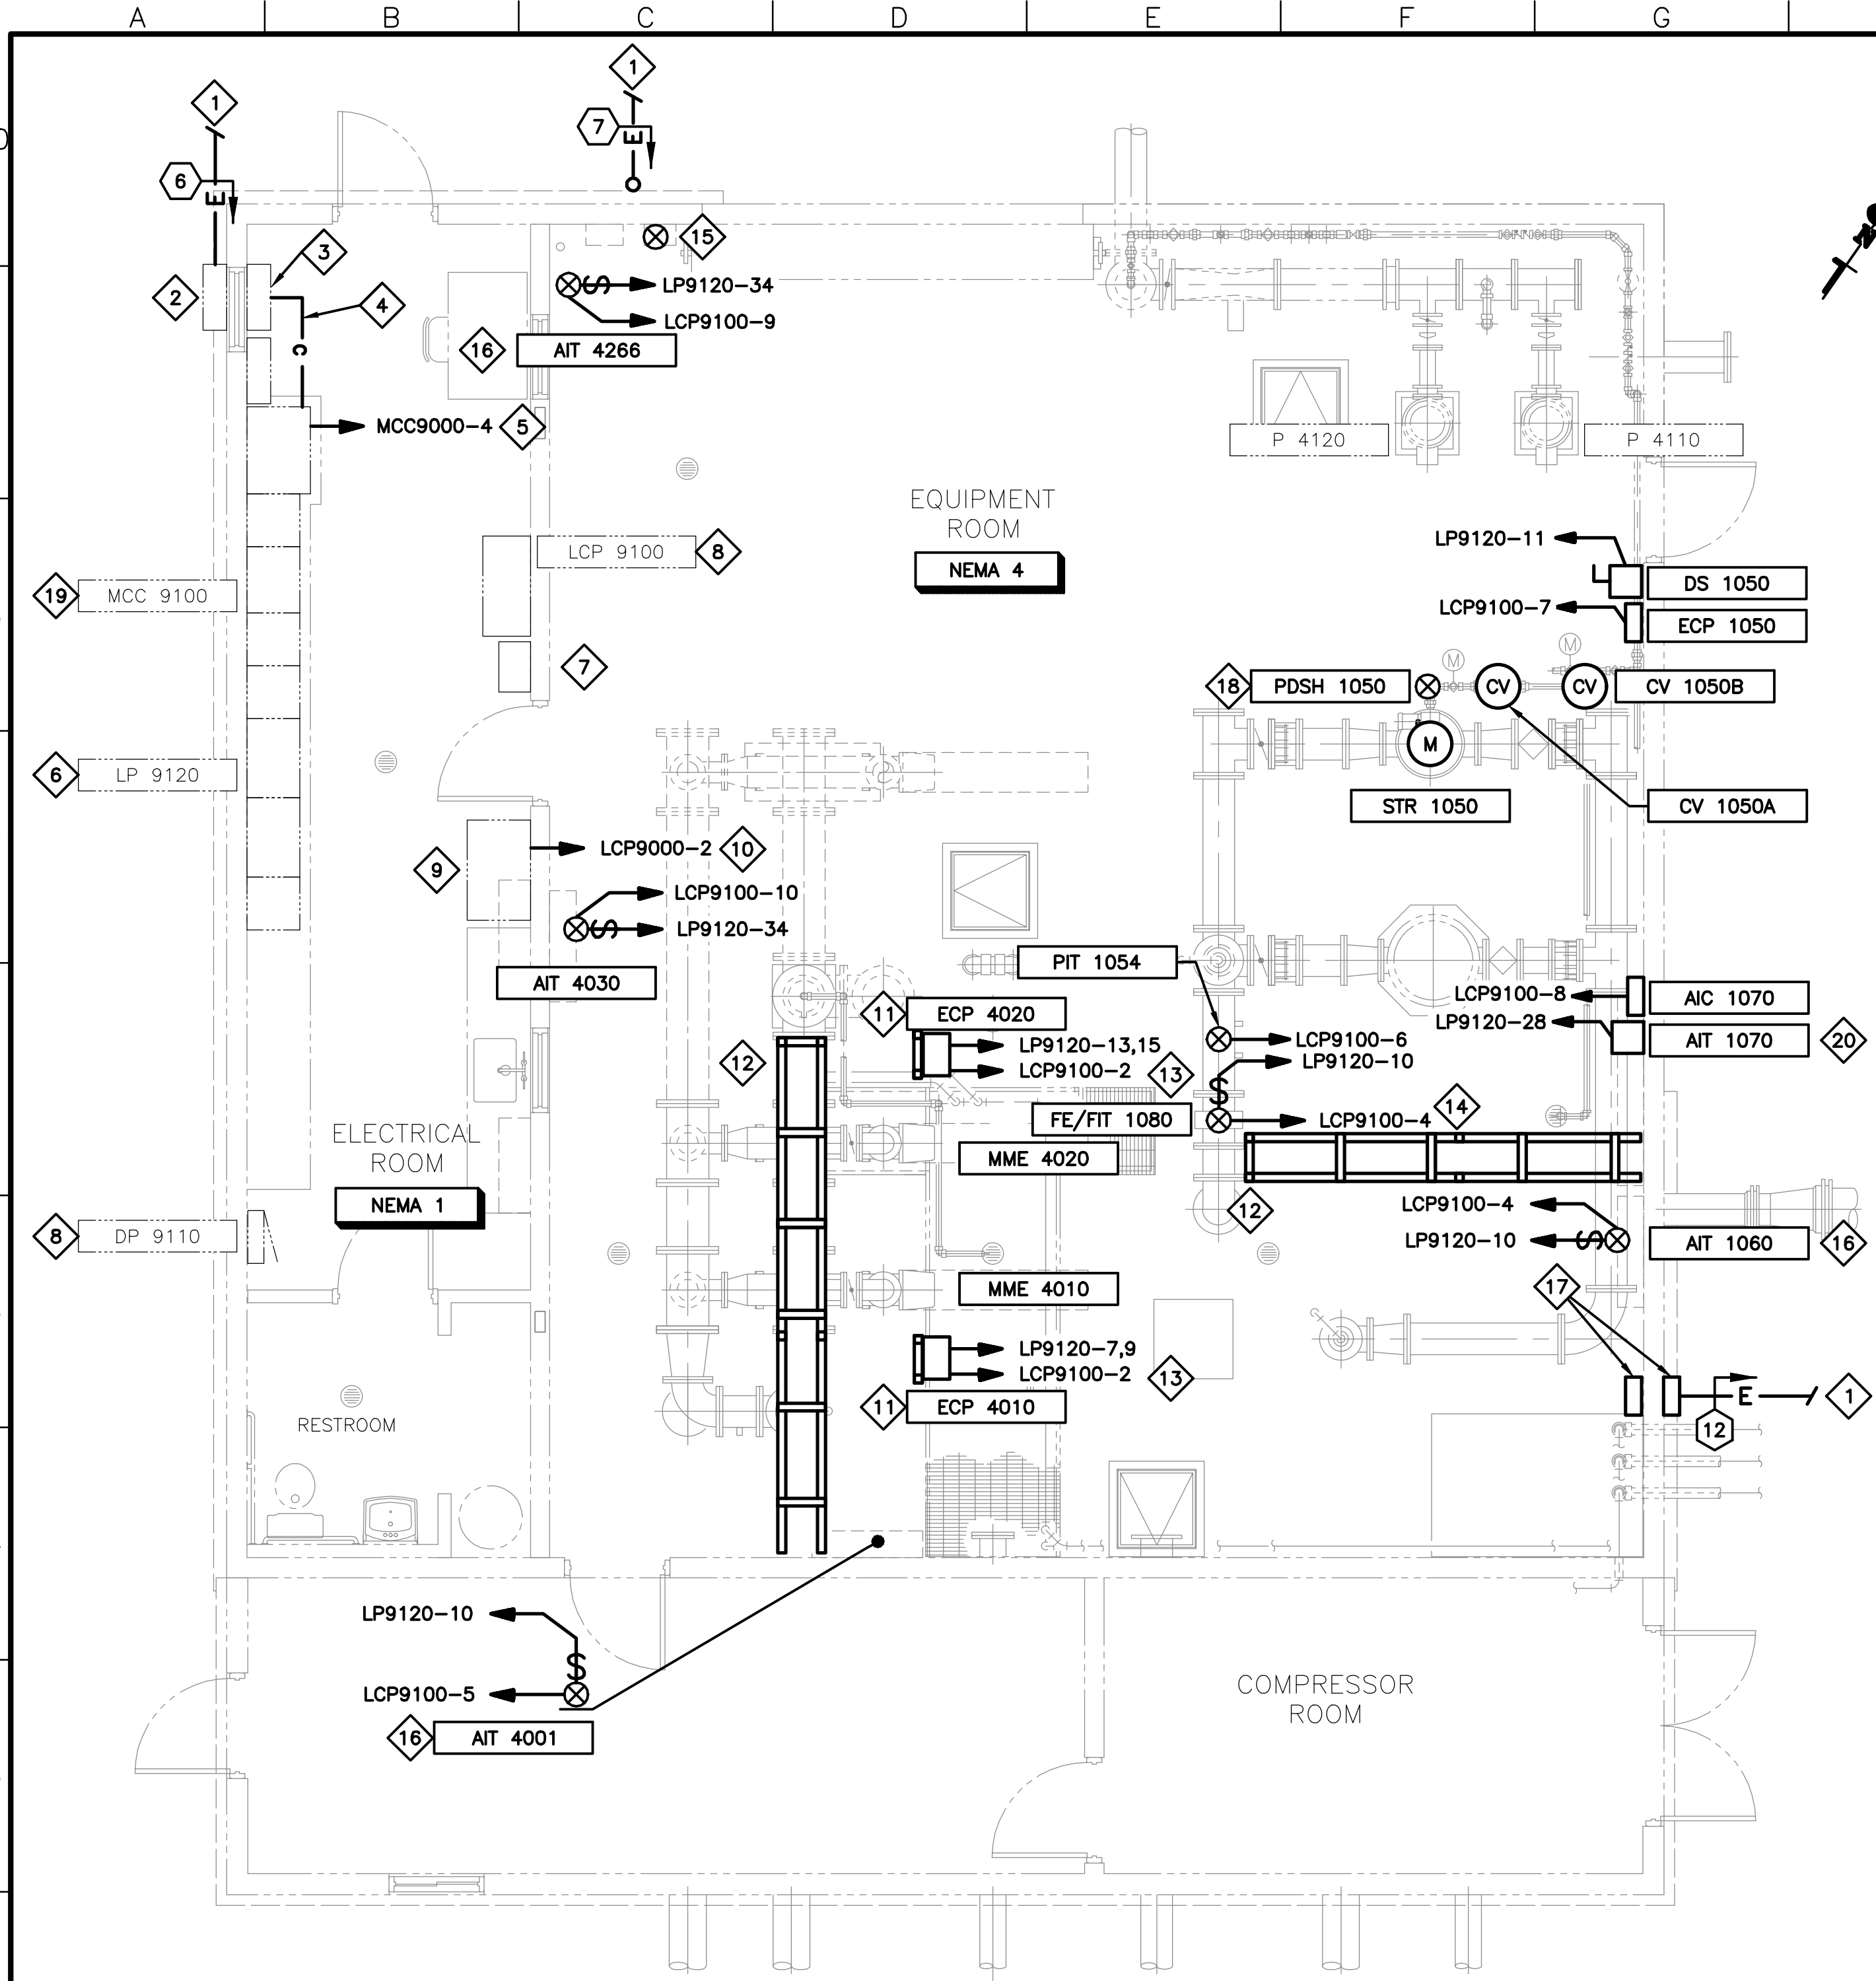 A B C D E F G
1
1
7
E
6
E
D
15
3
2
4
LP9120-34
LCP9100-9
16
AIT 4266
C
MCC9000-4
5
P 4120
P 4110
EQUIPMENT
ROOM
NEMA 4
LP9120-11
LCP 9100
8
DS 1050
19
MCC 9100
LCP9100-7
ECP 1050
M
M
7
18
PDSH 1050
CV
CV
CV 1050B
M
6
LP 9120
STR 1050
CV 1050A
LCP9000-2
10
9
LCP9100-10
S
LP9120-34
PIT 1054
AIT 4030
LCP9100-8
AIC 1070
11
ECP 4020
LP9120-28
AIT 1070
20
LCP9100-6
LP9120-13,15
12
LP9120-10
LCP9100-2
13
S
14
FE/FIT 1080
LCP9100-4
ELECTRICAL
ROOM
MME 4020
NEMA 1
LCP9100-4
12
8
DP 9110
LP9120-10
S
AIT 1060
16
MME 4010
17
LP9120-7,9
LCP9100-2
13
E
1
11
ECP 4010
RESTROOM
12
LP9120-10
S
LCP9100-5
COMPRESSOR
ROOM
16
AIT 4001